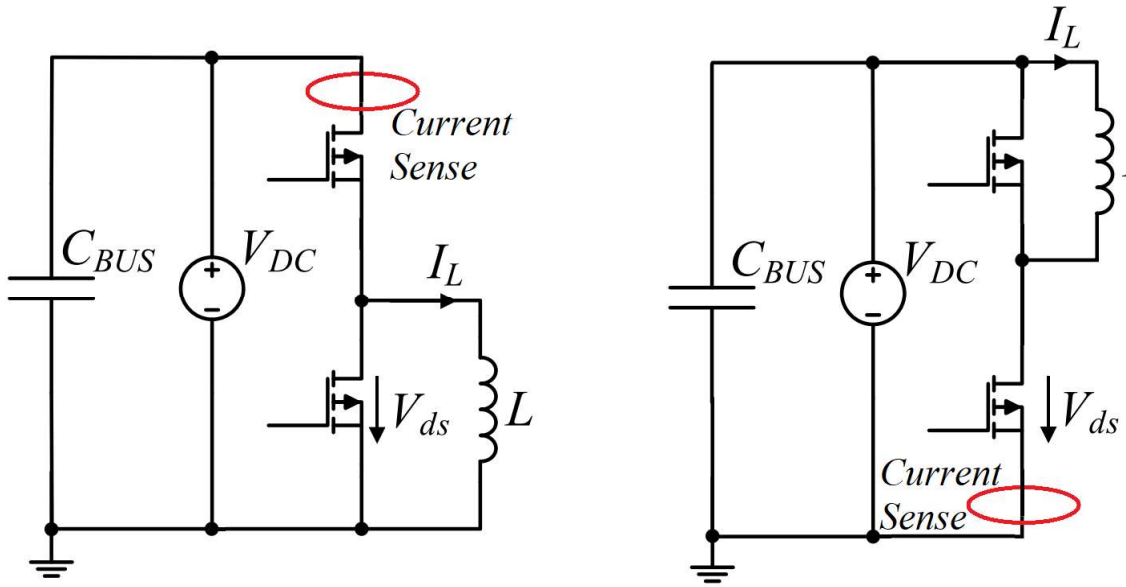 Current
Sense
C_BUS
V_DC
+
−
I_L
V_ds
L
I_L
C_BUS
V_DC
+
−
V_ds
Current
Sense